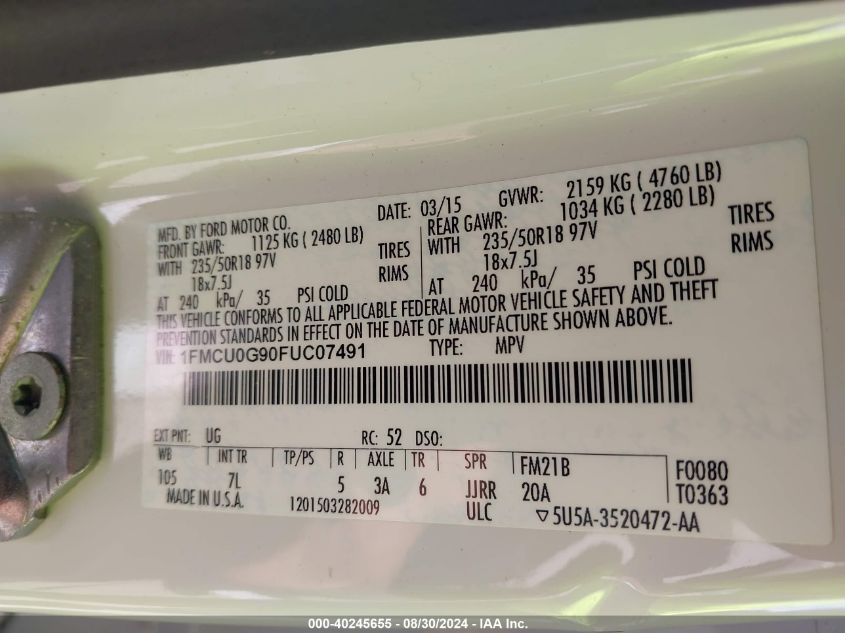 MFD. BY FORD MOTOR CO. DATE: 03/15 GVWR: 2159 KG ( 4760 LB)
FRONT GAWR: 1125 KG ( 2480 LB) REAR GAWR: 1034 KG ( 2280 LB)
WITH 235/50R18 97V TIRES WITH 235/50R18 97V TIRES
18x7.5J RIMS 18x7.5J RIMS
AT 240 kPa/ 35 PSI COLD AT 240 kPa/ 35 PSI COLD
THIS VEHICLE CONFORMS TO ALL APPLICABLE FEDERAL MOTOR VEHICLE SAFETY AND THEFT
PREVENTION STANDARDS IN EFFECT ON THE DATE OF MANUFACTURE SHOWN ABOVE.
VIN: 1FMCU0G90FUC07491 TYPE: MPV
EXT PNT: UG RC: 52 DSO:
WB INT TR TP/PS R AXLE TR SPR FM21B F0080
105 7L 5 3A 6 JJRR 20A T0363
MADE IN U.S.A. 1201503282009 ULC ▽5U5A-3520472-AA
000-40245655 - 08/30/2024 - IAA Inc.